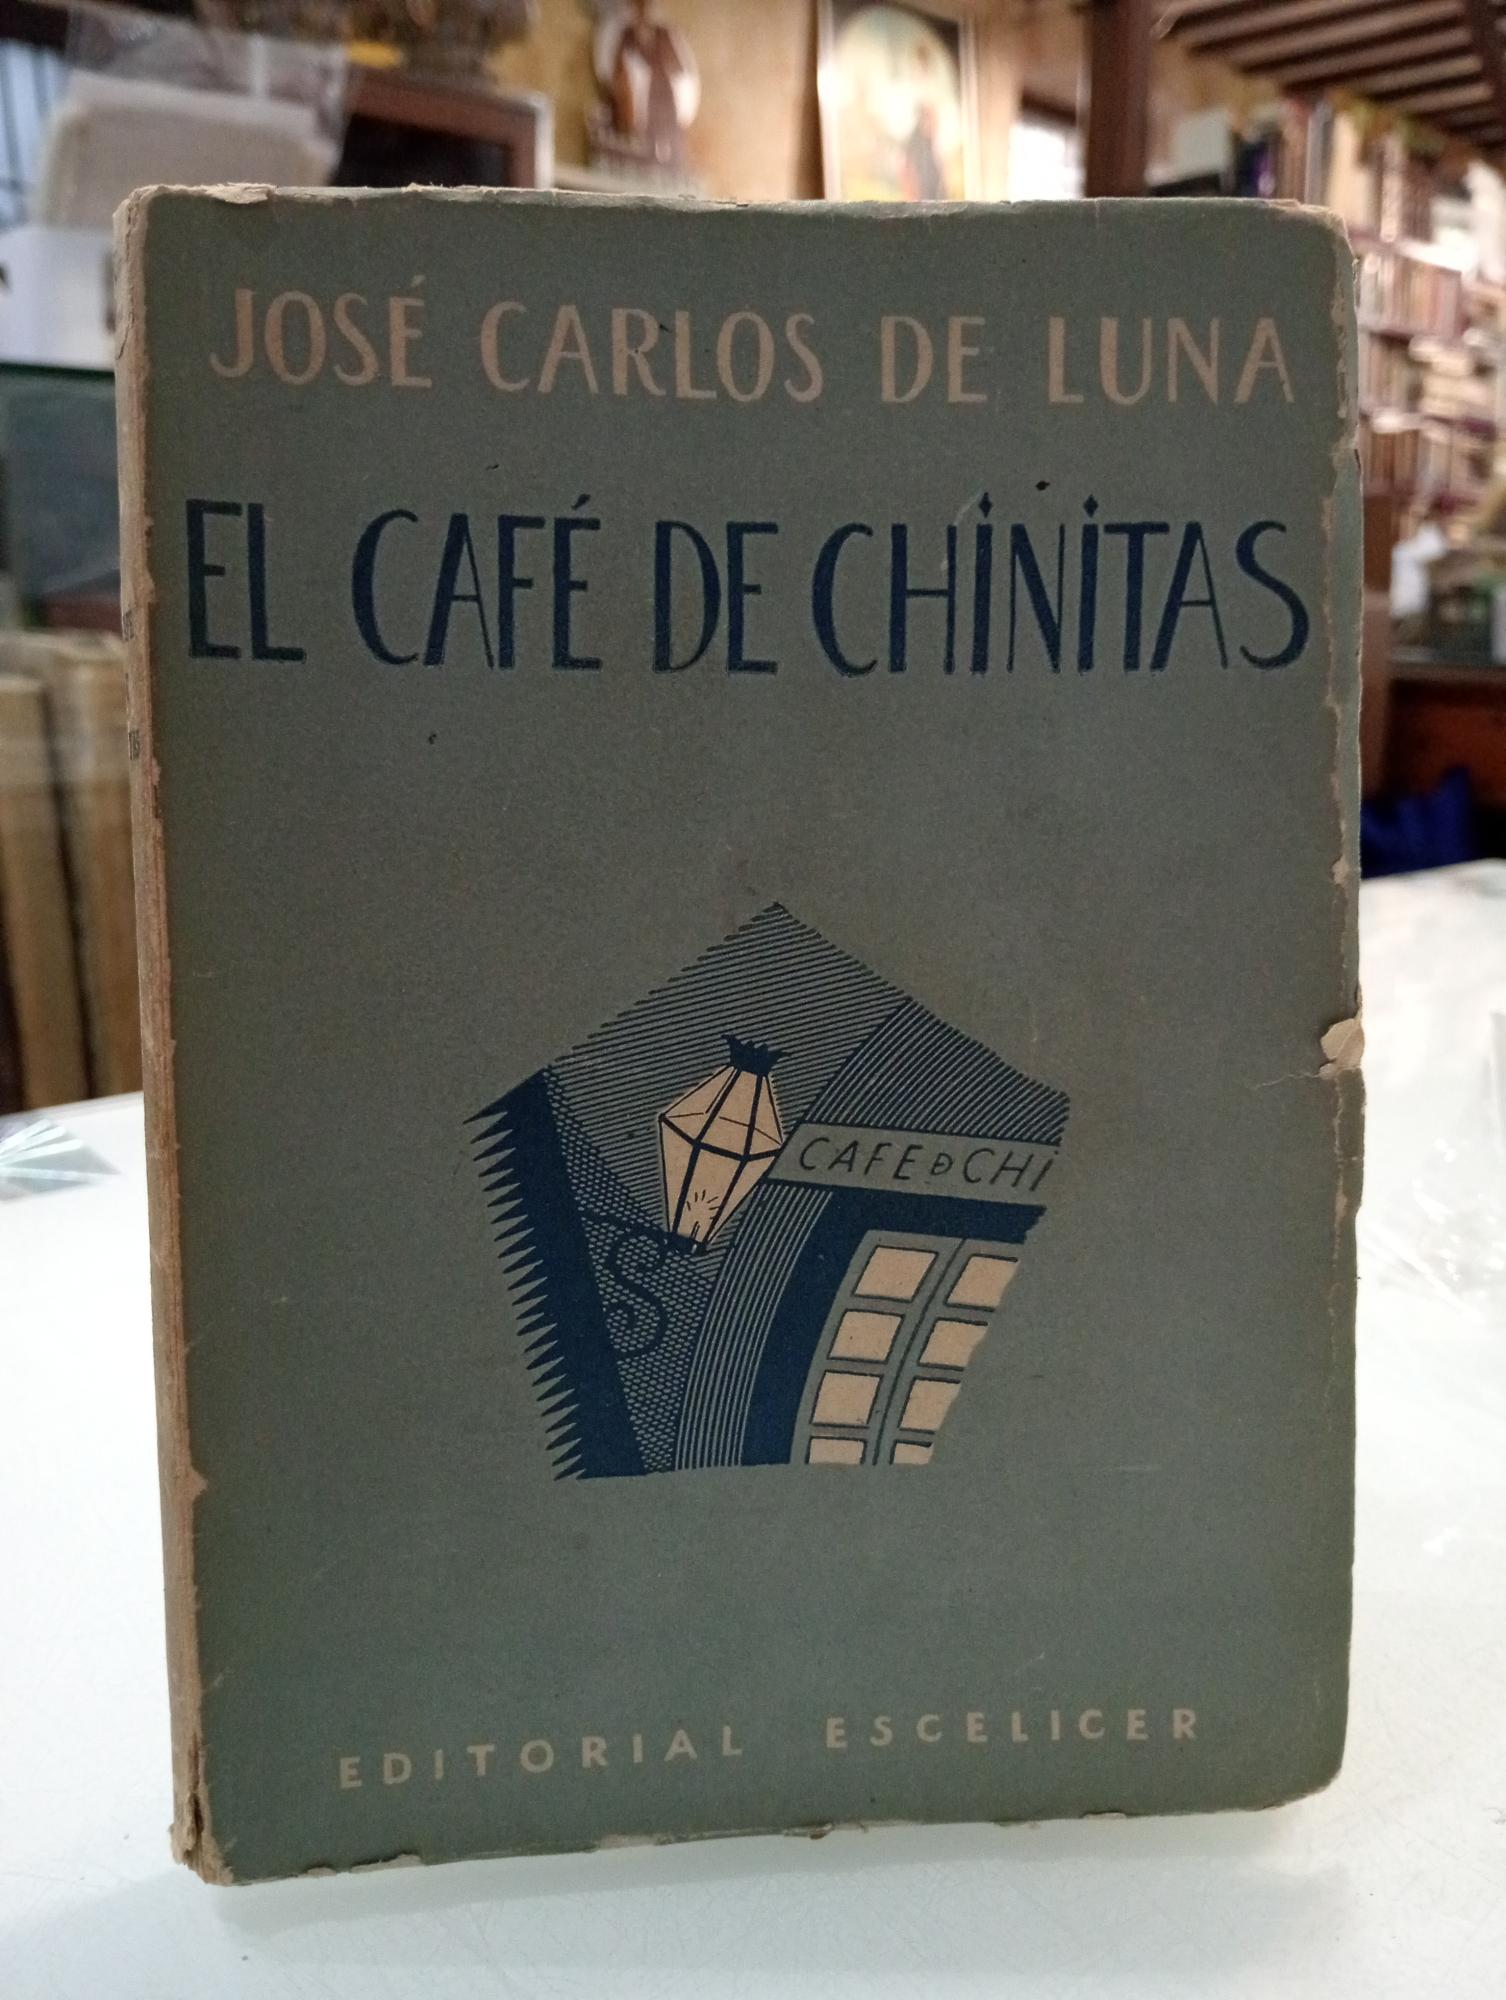 JOSÉ CARLOS DE LUNA
EL CAFÉ DE CHiNiTAS
CAFE D CHI
EDITORIAL ESCELICER